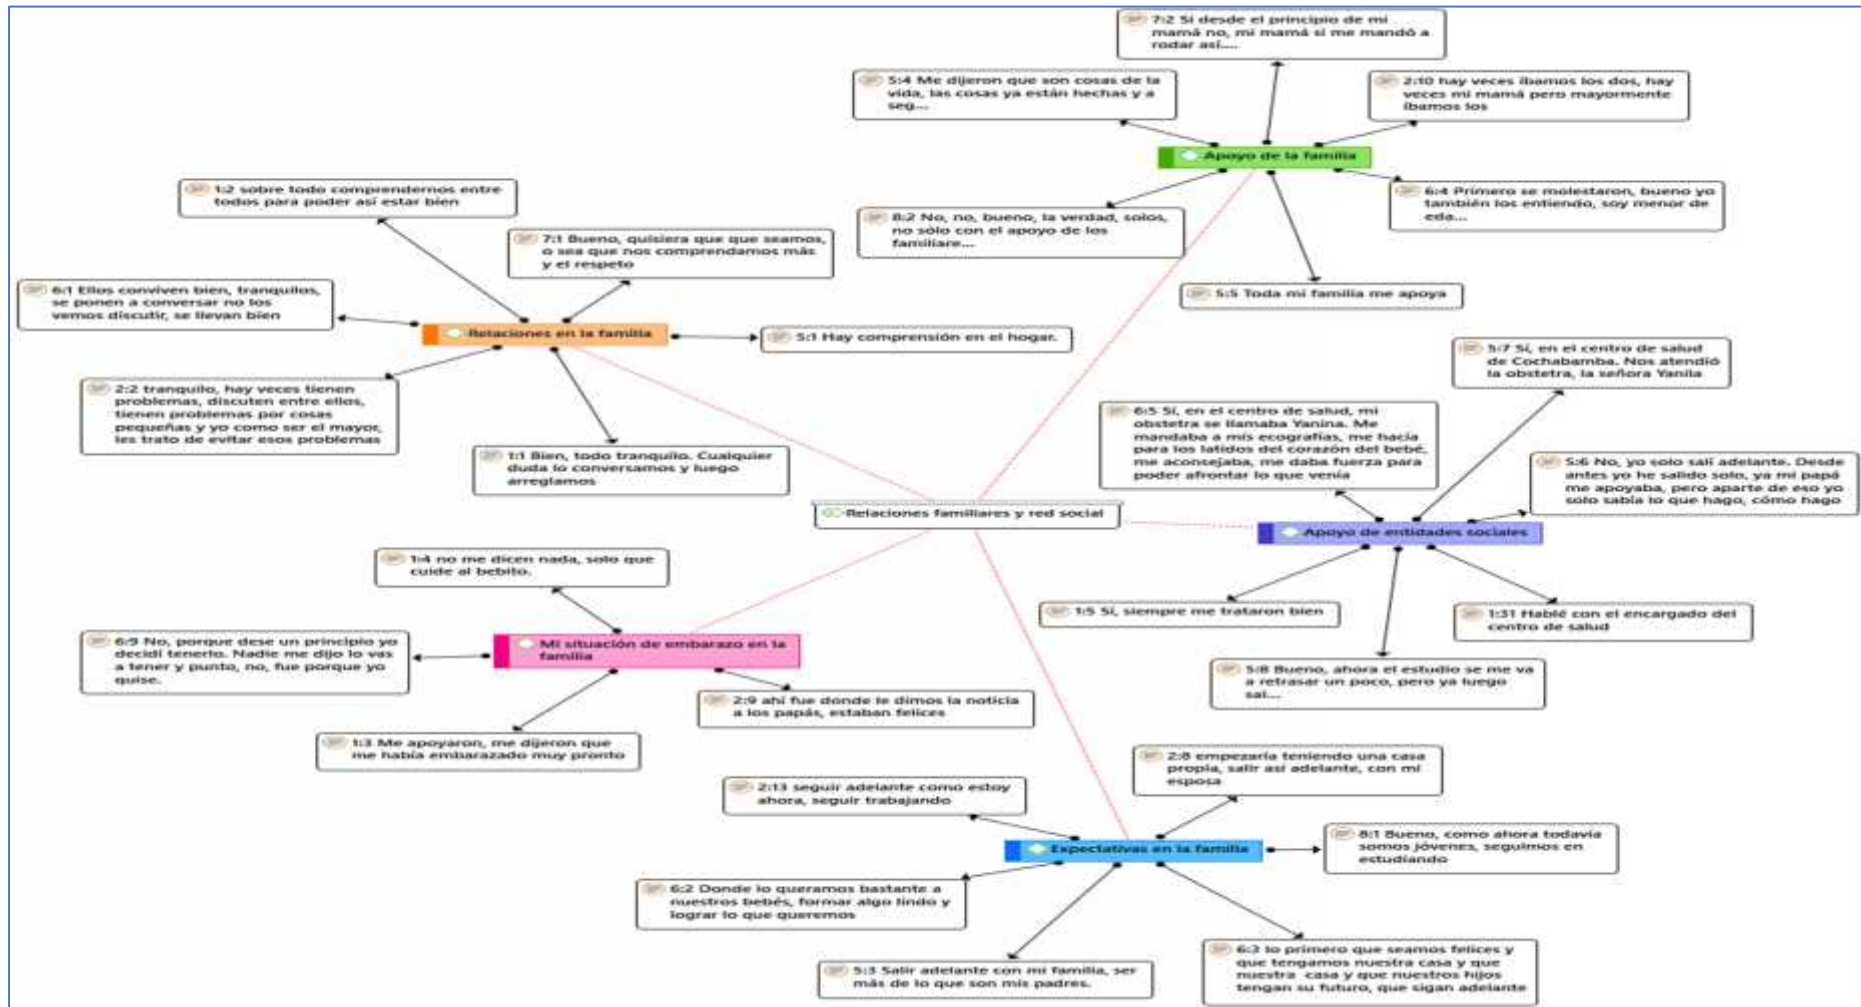 7:2 Si desde el principio de mi
mamá no, mi mamá si me mandó a
rodar así....
5:4 Me dijeron que son cosas de la
vida, las cosas ya están hechas y a
seg...
2:10 hay veces íbamos los dos, hay
veces mi mamá pero mayormente
íbamos los
Apoyo de la familia
8:2 No, no, bueno, la verdad, solos,
no sólo con el apoyo de los
familiare...
6:4 Primero se molestaron, bueno yo
también los entiendo, soy menor de
eda...
5:5 Toda mi familia me apoya
1:2 sobre todo comprendernos entre
todos para poder así estar bien
7:1 Bueno, quisiera que que seamos,
o sea que nos comprendamos más
y el respeto
6:1 Ellos conviven bien, tranquilos,
se ponen a conversar no los
vemos discutir, se llevan bien
Relaciones en la familia
5:1 Hay comprensión en el hogar.
2:2 tranquilo, hay veces tienen
problemas, discuten entre ellos,
tienen problemas por cosas
pequeñas y yo como ser el mayor,
les trato de evitar esos problemas
1:1 Bien, todo tranquilo. Cualquier
duda lo conversamos y luego
arreglamos
5:7 Sí, en el centro de salud
de Cochabamba. Nos atendió
la obstetra, la señora Yanila
6:5 Sí, en el centro de salud, mi
obstetra se llamaba Yanina. Me
mandaba a mis ecografías, me hacía
para los latidos del corazón del bebé,
me aconsejaba, me daba fuerza para
poder afrontar lo que venía
5:6 No, yo solo salí adelante. Desde
antes yo he salido solo, ya mi papá
me apoyaba, pero aparte de eso yo
solo sabía lo que hago, cómo hago
Relaciones familiares y red social
Apoyo de entidades sociales
1:5 Sí, siempre me trataron bien
1:31 Hablé con el encargado del
centro de salud
5:8 Bueno, ahora el estudio se me va
a retrasar un poco, pero ya luego
sal...
1:4 no me dicen nada, solo que
cuide al bebito.
6:9 No, porque dese un principio yo
decidí tenerlo. Nadie me dijo lo vas
a tener y punto, no, fue porque yo
quise.
Mi situación de embarazo en la
familia
2:9 ahí fue donde le dimos la noticia
a los papás, estaban felices
1:3 Me apoyaron, me dijeron que
me había embarazado muy pronto
2:8 empezaría teniendo una casa
propia, salir así adelante, con mi
esposa
2:13 seguir adelante como estoy
ahora, seguir trabajando
Expectativas en la familia
8:1 Bueno, como ahora todavía
somos jóvenes, seguimos en
estudiando
6:2 Donde lo queramos bastante a
nuestros bebés, formar algo lindo y
lograr lo que queremos
5:3 Salir adelante con mi familia, ser
más de lo que son mis padres.
6:3 lo primero que seamos felices y
que tengamos nuestra casa y que
nuestra casa y que nuestros hijos
tengan su futuro, que sigan adelante